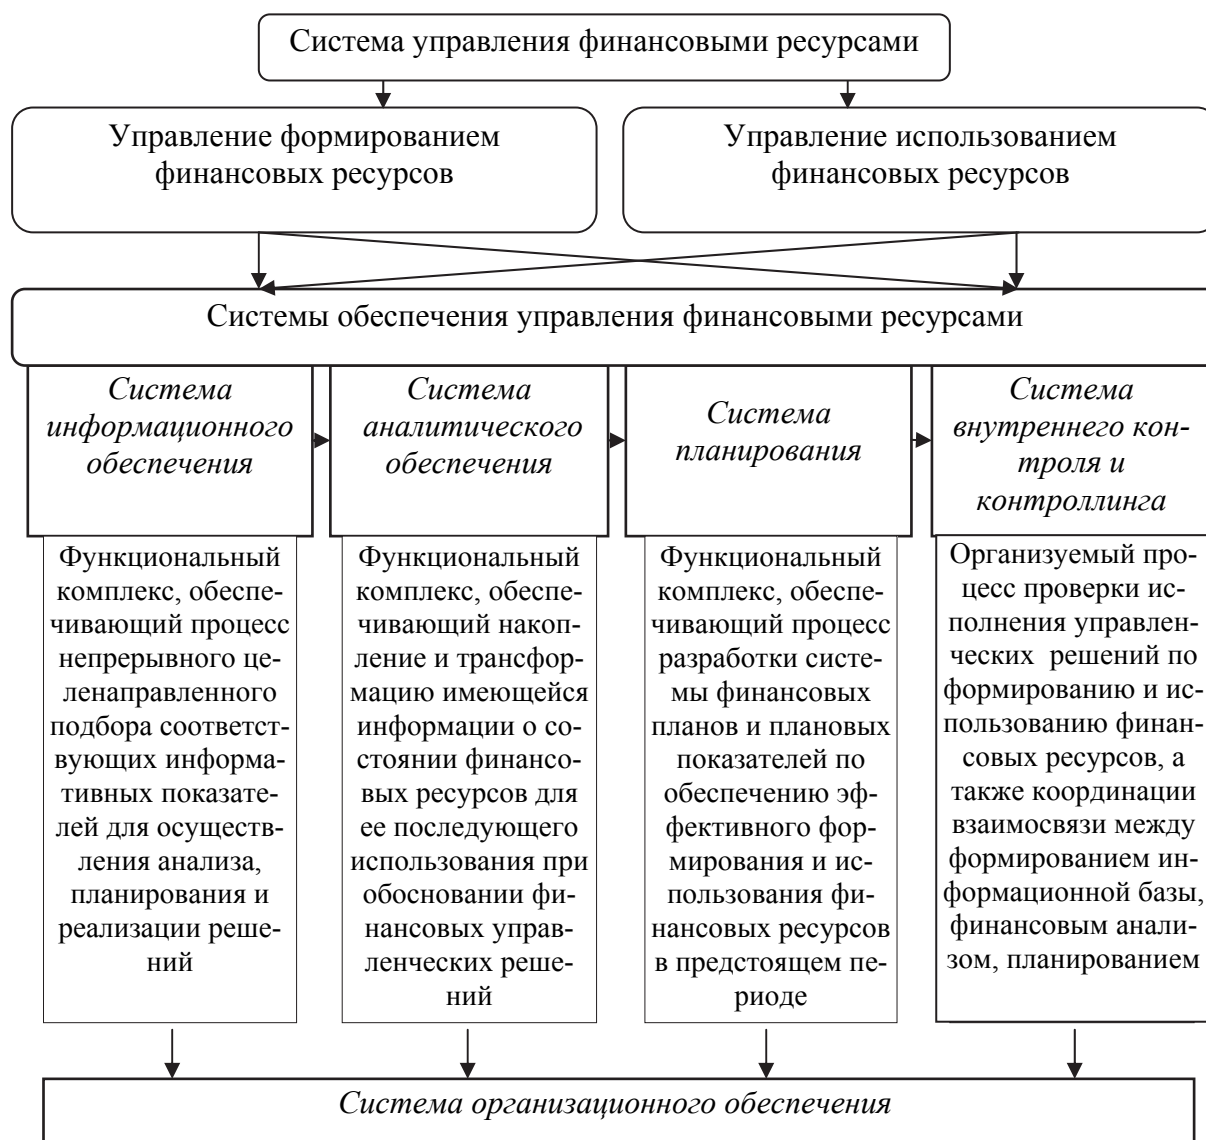 Система управления финансовыми ресурсами
Управление формированием
финансовых ресурсов
Управление использованием
финансовых ресурсов
Системы обеспечения управления финансовыми ресурсами
Система
информационного
обеспечения
Система
аналитического
обеспечения
Система
планирования
Система
внутреннего кон-
троля и
контроллинга
Функциональный
комплекс, обеспе-
чивающий процесс
непрерывного це-
ленаправленного
подбора соответст-
вующих информа-
тивных показате-
лей для осуществ-
ления анализа,
планирования и
реализации реше-
ний
Функциональный
комплекс, обеспе-
чивающий накоп-
ление и трансфор-
мацию имеющейся
информации о со-
стоянии финансо-
вых ресурсов для
ее последующего
использования при
обосновании фи-
нансовых управ-
ленческих реше-
ний
Функциональный
комплекс, обеспе-
чивающий процесс
разработки систе-
мы финансовых
планов и плановых
показателей по
обеспечению эф-
фективного фор-
мирования и ис-
пользования фи-
нансовых ресурсов
в предстоящем пе-
риоде
Организуемый про-
цесс проверки ис-
полнения управлен-
ческих решений по
формированию и ис-
пользованию финан-
совых ресурсов, а
также координации
взаимосвязи между
формированием ин-
формационной базы,
финансовым анали-
зом, планированием
Система организационного обеспечения